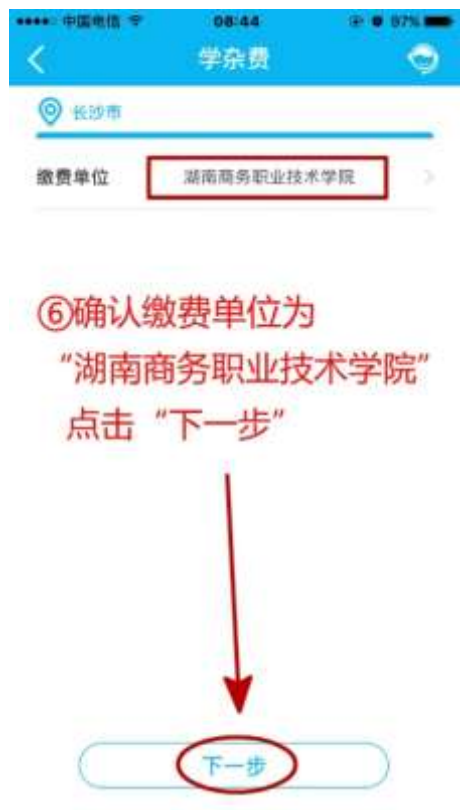 中国电信 08:44 97%
学杂费
长沙市
缴费单位 湖南商务职业技术学院
⑥确认缴费单位为
“湖南商务职业技术学院”
点击“下一步”
下一步